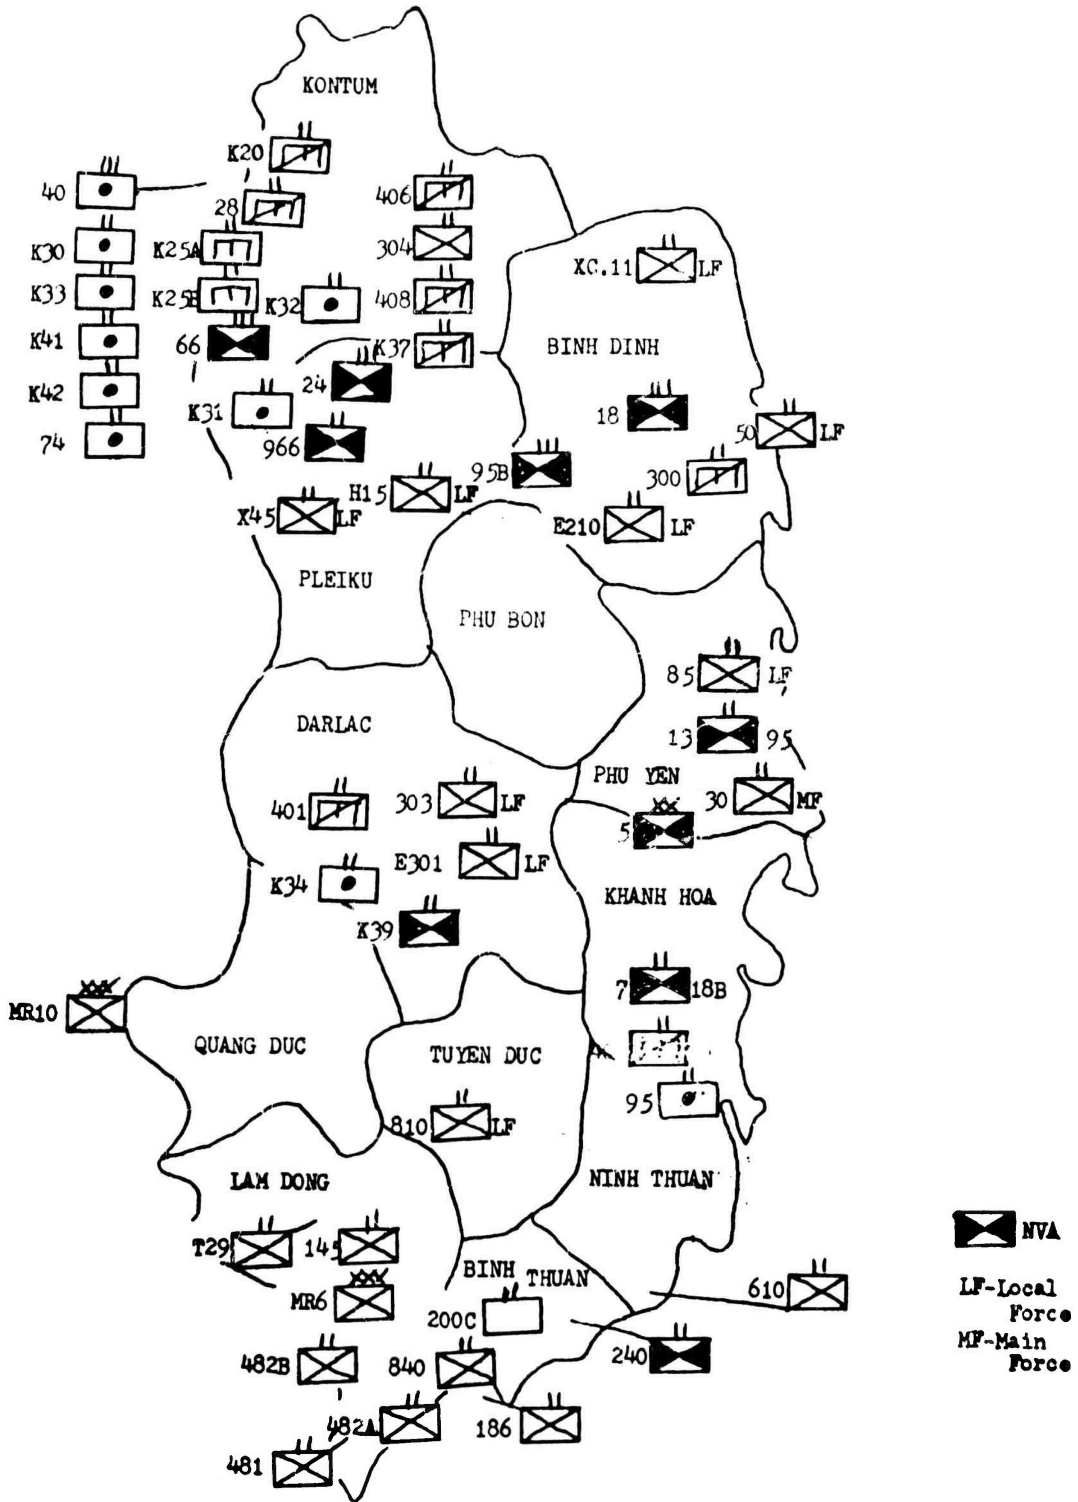 KONTUM
K20
40
28
406
K30
K25A
304
XC.11 LF
K33
K25B
K32
408
K41
66
K37
BINH DINH
K42
24
K31
18
50 LF
74
966
95B
300
H15 LF
X45 LF
E210 LF
PLEIKU
PHU BON
85 LF
DARLAC
13 95
PHU YEN
401
303 LF
30 MF
5
E301 LF
K34
KHANH HOA
K39
7 18B
MR10
QUANG DUC
TUYEN DUC
95
810 LF
LAM DONG
NINH THUAN
T29
145
NVA
BINH THUAN
MR6
610
LF-Local
Force
200C
MF-Main
Force
482B
840
240
482A
186
481